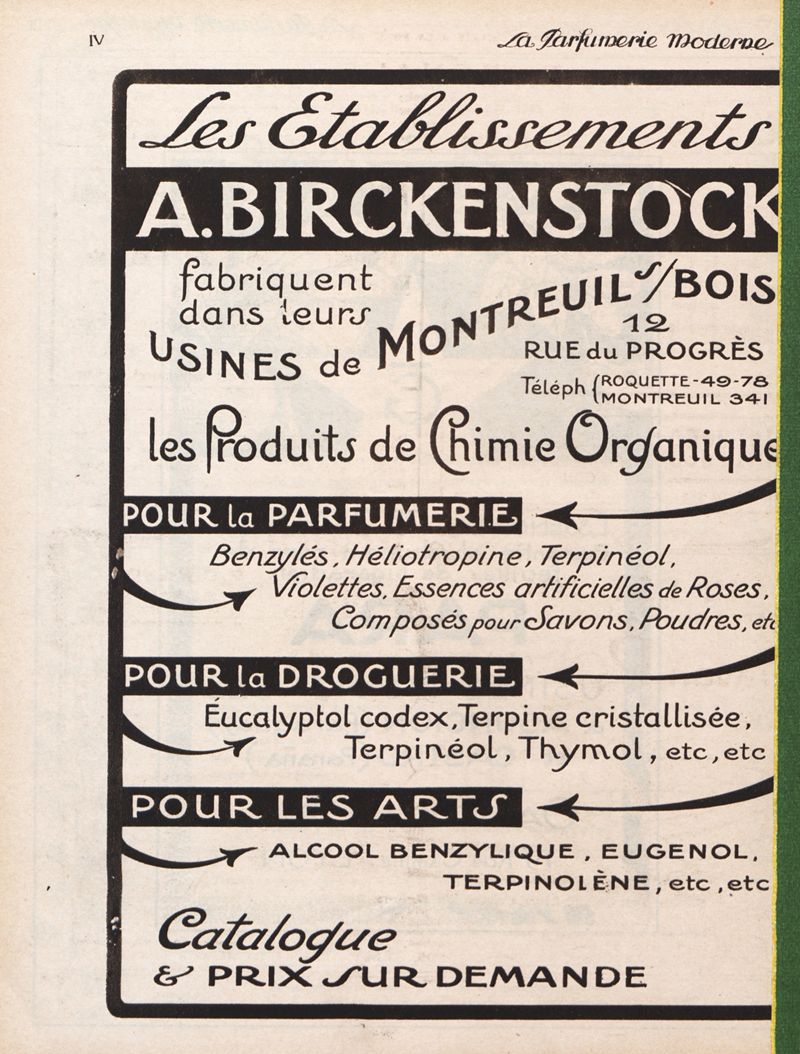 IV
La Parfumerie Moderne
Les Etablissements
A. BIRCKENSTOCK
fabriquent
dans leurs
USINES de MONTREUIL s/BOIS
12
RUE du PROGRÈS
Téléph { ROQUETTE-49-78
MONTREUIL 341
les Produits de Chimie Organique
POUR la PARFUMERIE
Benzylés, Héliotropine, Terpinéol,
Violettes, Essences artificielles de Roses,
Composés pour Savons, Poudres, etc
POUR la DROGUERIE
Éucalyptol codex, Terpine cristallisée,
Terpinéol, Thymol, etc, etc
POUR LES ARTS
ALCOOL BENZYLIQUE, EUGENOL,
TERPINOLÈNE, etc, etc
Catalogue
& PRIX SUR DEMANDE